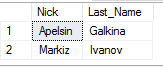 Nick Last_Name
1 Apelsin Galkina
2 Markiz Ivanov